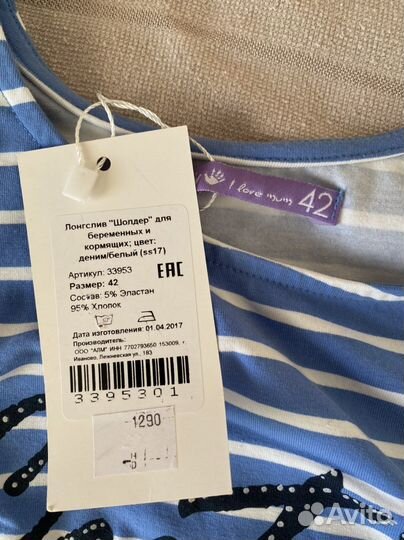 Лонгслив "Шолдер" для
беременных и
кормящих; цвет:
деним/белый (ss17)
Артикул: 33953
EAC
Размер: 42
Состав: 5% Эластан
95% Хлопок
Дата изготовления: 01.04.2017
Производитель:
ООО "АЛМ" ИНН 7702793650 153009, г.
Иваново, Лежневская ул., 183
3395301
1290
I love mum 42
Avito